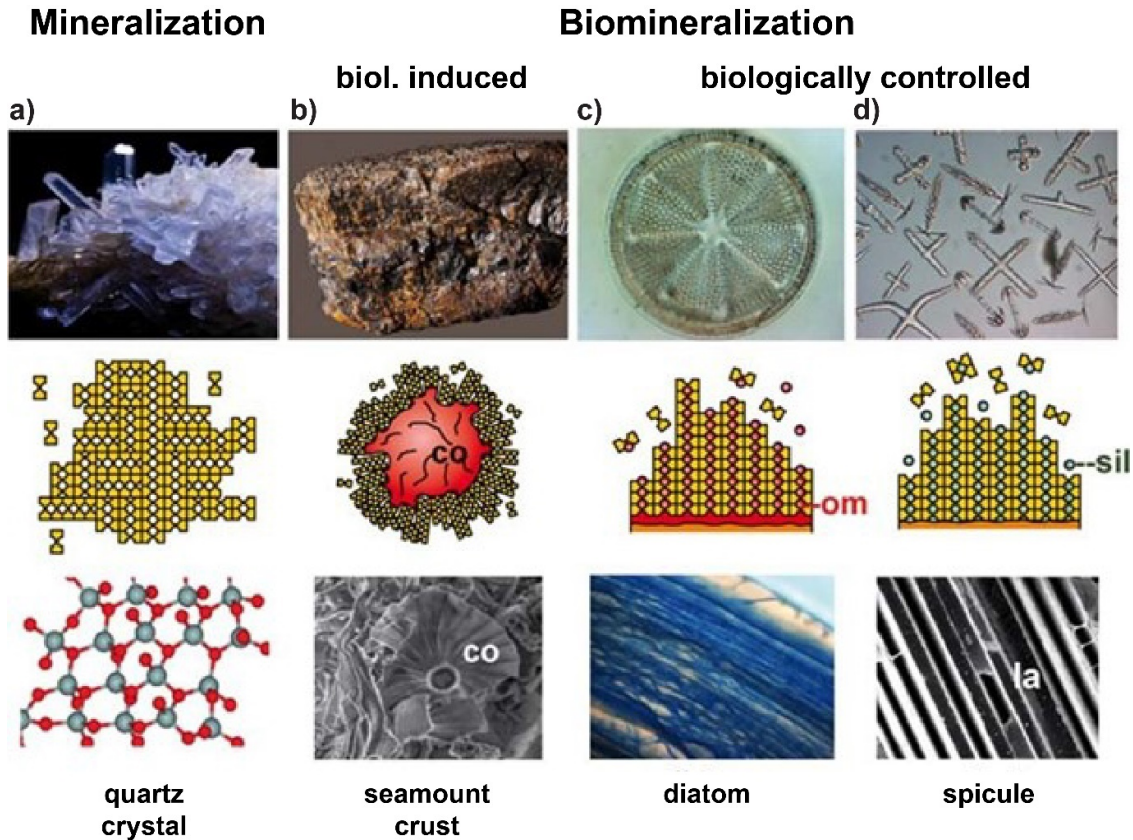 Mineralization
Biomineralization
biol. induced
biologically controlled
a)
b)
c)
d)
co
om
sil
co
la
quartz
crystal
seamount
crust
diatom
spicule